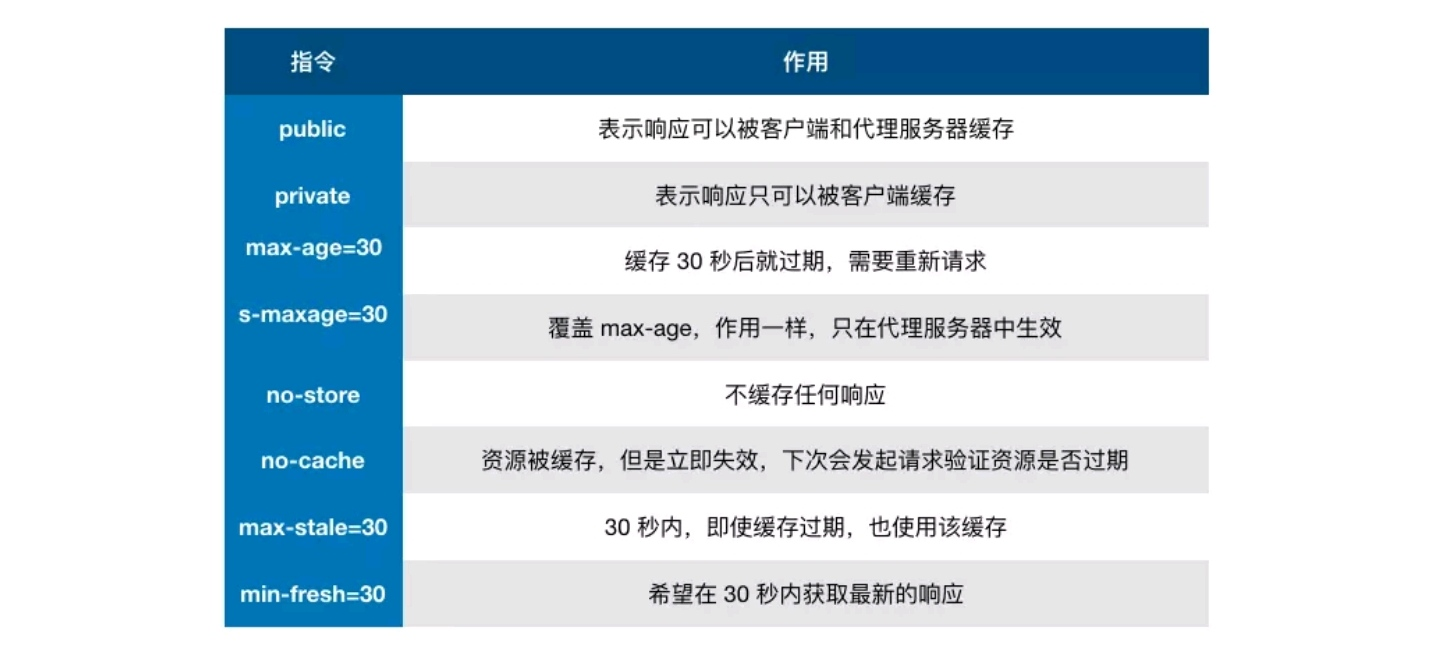 指令 作用
public 表示响应可以被客户端和代理服务器缓存
private 表示响应只可以被客户端缓存
max-age=30 缓存 30 秒后就过期，需要重新请求
s-maxage=30 覆盖 max-age，作用一样，只在代理服务器中生效
no-store 不缓存任何响应
no-cache 资源被缓存，但是立即失效，下次会发起请求验证资源是否过期
max-stale=30 30 秒内，即使缓存过期，也使用该缓存
min-fresh=30 希望在 30 秒内获取最新的响应